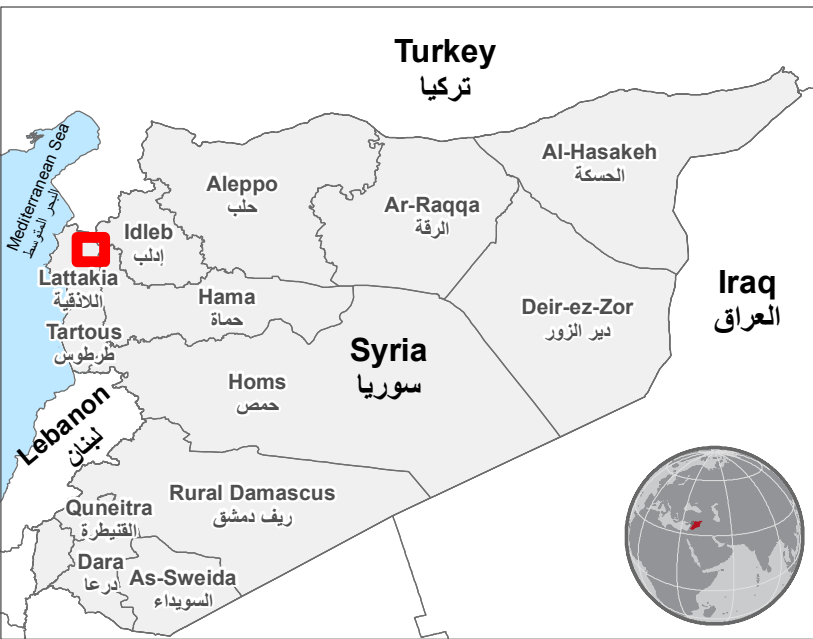 Turkey
تركيا
Mediterranean Sea
البحر المتوسط
Al-Hasakeh
الحسكة
Aleppo
حلب
Ar-Raqqa
الرقة
Idleb
إدلب
Lattakia
اللاذقية
Hama
حماة
Deir-ez-Zor
دير الزور
Iraq
العراق
Tartous
طرطوس
Syria
سوريا
Homs
حمص
Lebanon
لبنان
Rural Damascus
ريف دمشق
Quneitra
القنيطرة
Dara
درعا
As-Sweida
السويداء